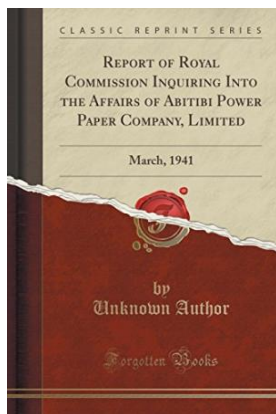 CLASSIC REPRINT SERIES
REPORT OF ROYAL
COMMISSION INQUIRING INTO
THE AFFAIRS OF ABITIBI POWER
PAPER COMPANY, LIMITED
March, 1941
by
Unknown Author
Forgotten Books